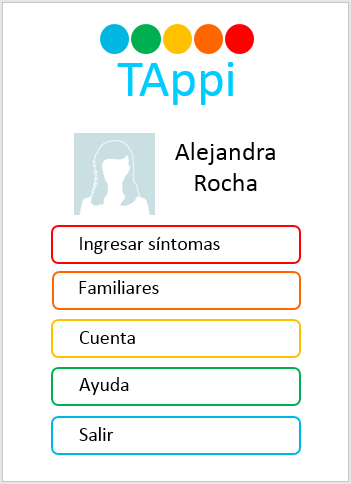 TAppi
Alejandra
Rocha
Ingresar síntomas
Familiares
Cuenta
Ayuda
Salir